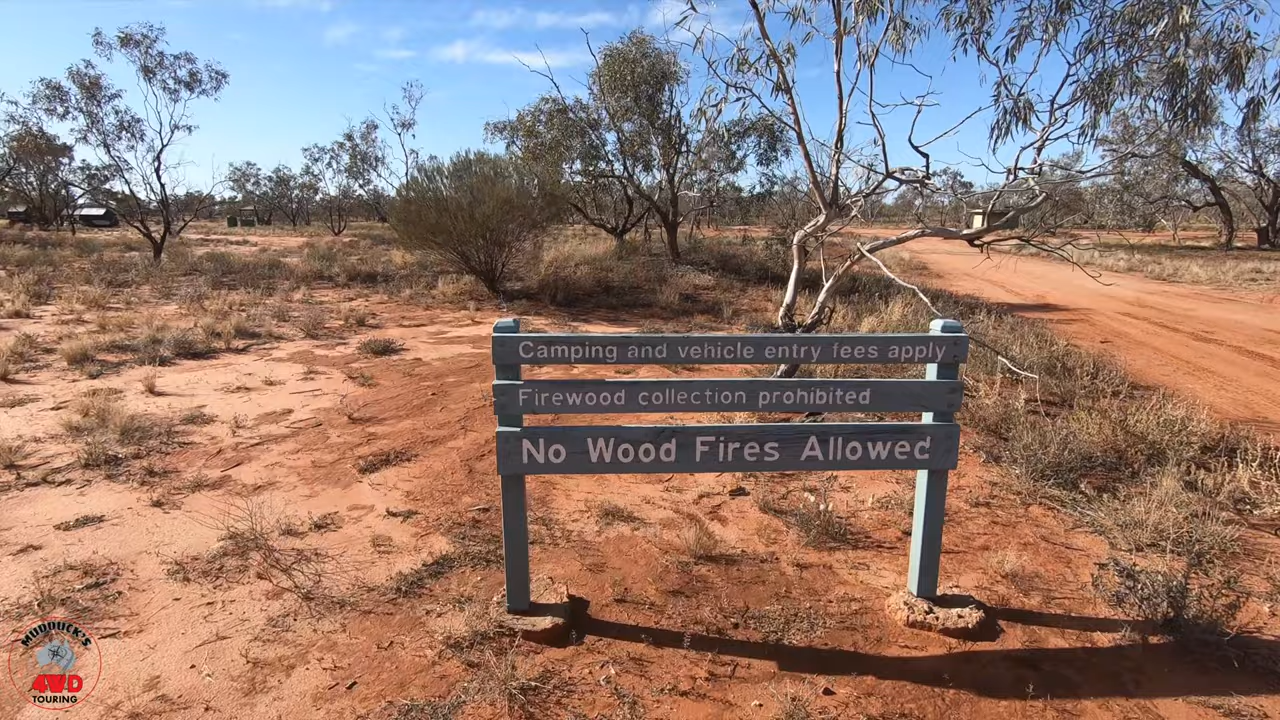 Camping and vehicle entry fees apply
Firewood collection prohibited
No Wood Fires Allowed
MUDDUCK'S
4WD
TOURING